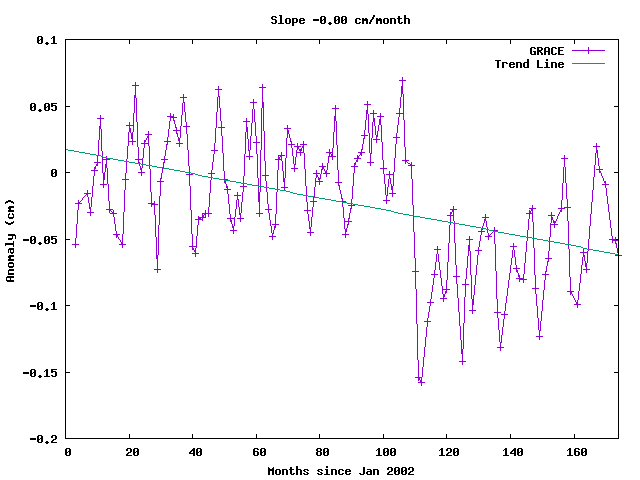 Slope -0.00 cm/month
0.1
GRACE
Trend Line
0.05
0
-0.05
-0.1
-0.15
-0.2
Anomaly (cm)
0 20 40 60 80 100 120 140 160
Months since Jan 2002